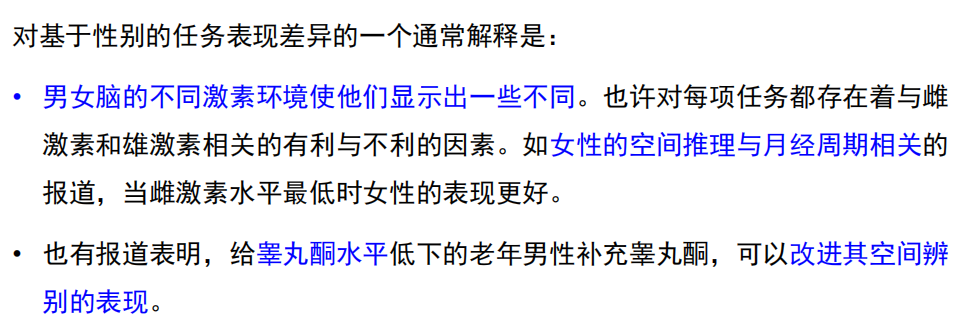 对基于性别的任务表现差异的一个通常解释是：
• 男女脑的不同激素环境使他们显示出一些不同。也许对每项任务都存在着与雌
激素和雄激素相关的有利与不利的因素。如女性的空间推理与月经周期相关的
报道，当雌激素水平最低时女性的表现更好。
• 也有报道表明，给睾丸酮水平低下的老年男性补充睾丸酮，可以改进其空间辨
别的表现。